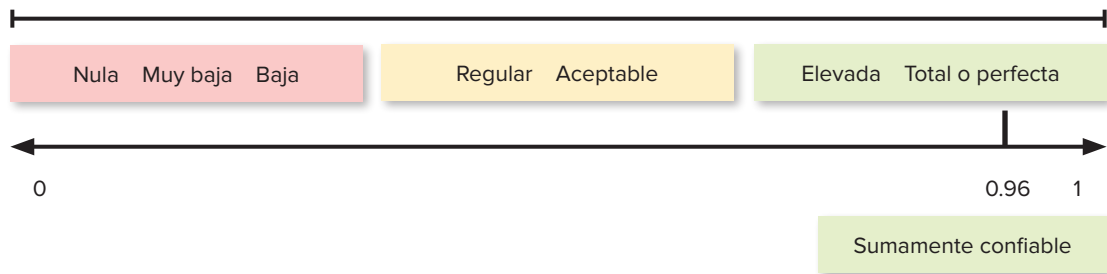 Nula Muy baja Baja Regular Aceptable Elevada Total o perfecta
0 0.96 1
Sumamente confiable